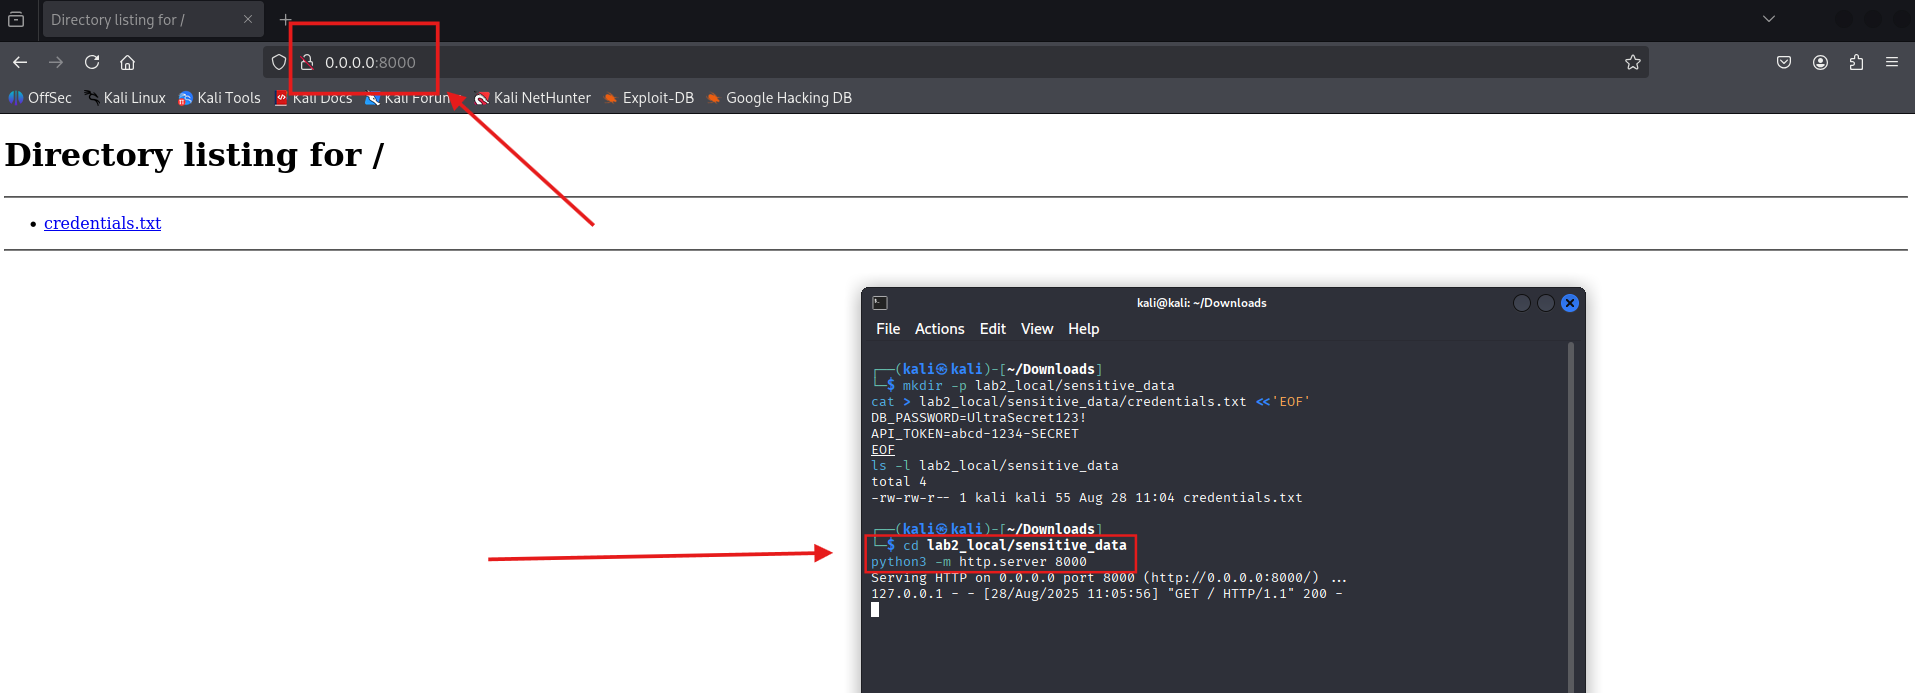 Directory listing for /
0.0.0.0:8000
OffSec Kali Linux Kali Tools Kali Docs Kali Forum Kali NetHunter Exploit-DB Google Hacking DB
Directory listing for /
credentials.txt
kali@kali: ~/Downloads
File Actions Edit View Help
┌──(kali㉿kali)-[~/Downloads]
└─$ mkdir -p lab2_local/sensitive_data
cat > lab2_local/sensitive_data/credentials.txt <<'EOF'
DB_PASSWORD=UltraSecret123!
API_TOKEN=abcd-1234-SECRET
EOF
ls -l lab2_local/sensitive_data
total 4
-rw-rw-r-- 1 kali kali 55 Aug 28 11:04 credentials.txt
┌──(kali㉿kali)-[~/Downloads]
└─$ cd lab2_local/sensitive_data
python3 -m http.server 8000
Serving HTTP on 0.0.0.0 port 8000 (http://0.0.0.0:8000/) ...
127.0.0.1 - - [28/Aug/2025 11:05:56] "GET / HTTP/1.1" 200 -